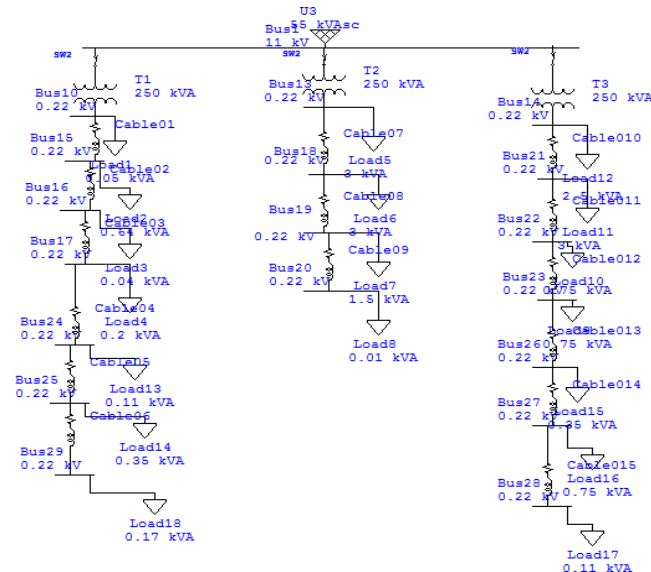 U3
55 kVAsc
Bus1
11 kV
SW2
SW2
SW2
T1
250 kVA
T2
250 kVA
T3
250 kVA
Bus10
0.22 kV
Bus13
0.22 kV
Bus14
0.22 kV
Cable01
Cable07
Cable010
Bus15
0.22 kV
Bus18
0.22 kV
Bus21
0.22 kV
Load1
0.05 kVA
Cable02
Load5
3 kVA
Load12
2.5 kVA
Bus16
0.22 kV
Cable08
Cable011
Bus19
0.22 kV
Bus22
0.22 kV
Load2
0.64 kVA
Cable03
Load6
3 kVA
Load11
3 kVA
Bus17
0.22 kV
Cable09
Cable012
Bus20
0.22 kV
Bus23
0.22 kV
Load3
0.04 kVA
Load7
1.5 kVA
Load10
0.75 kVA
Cable04
Bus24
0.22 kV
Load4
0.2 kVA
Load8
0.01 kVA
Cable013
Bus26
0.22 kV
0.75 kVA
Cable05
Cable014
Bus25
0.22 kV
Load13
0.11 kVA
Bus27
0.22 kV
Load15
0.35 kVA
Cable06
Load14
0.35 kVA
Bus29
0.22 kV
Cable015
Load16
0.75 kVA
Bus28
0.22 kV
Load18
0.17 kVA
Load17
0.11 kVA